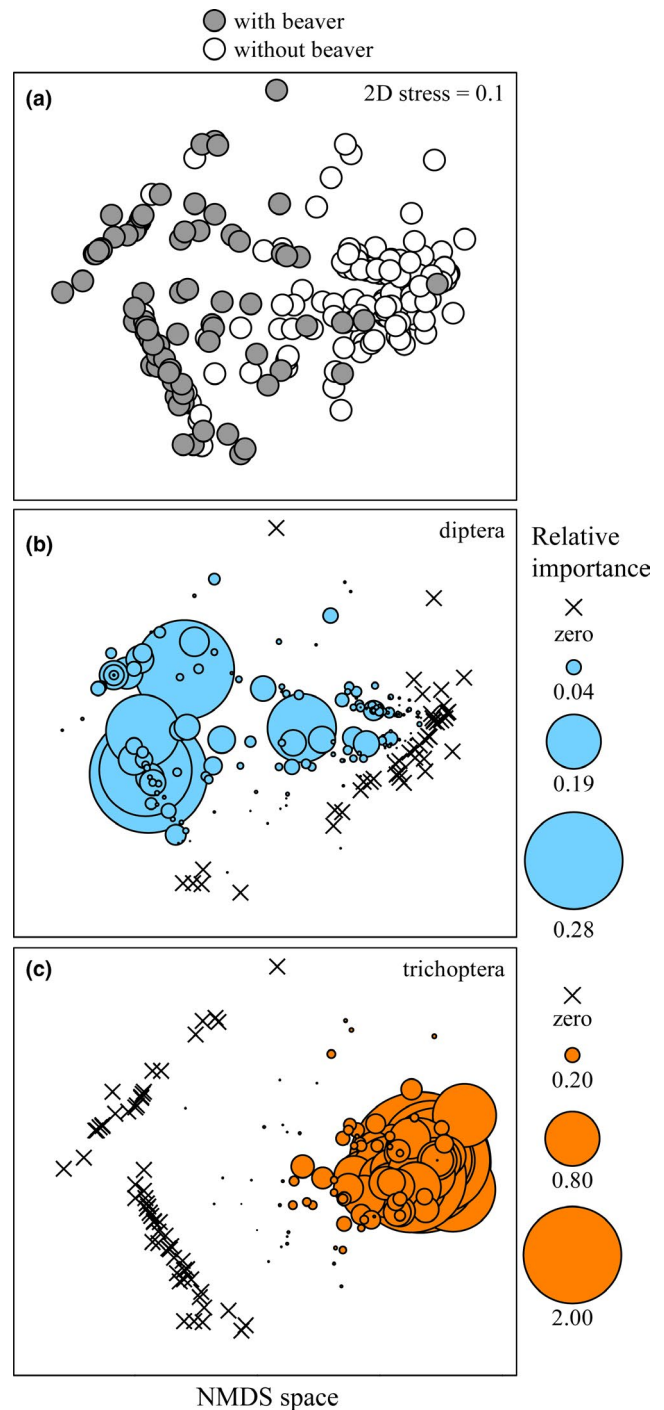 with beaver
without beaver
(a)
2D stress = 0.1
(b)
diptera
Relative
importance
zero
0.04
0.19
0.28
(c)
trichoptera
zero
0.20
0.80
2.00
NMDS space